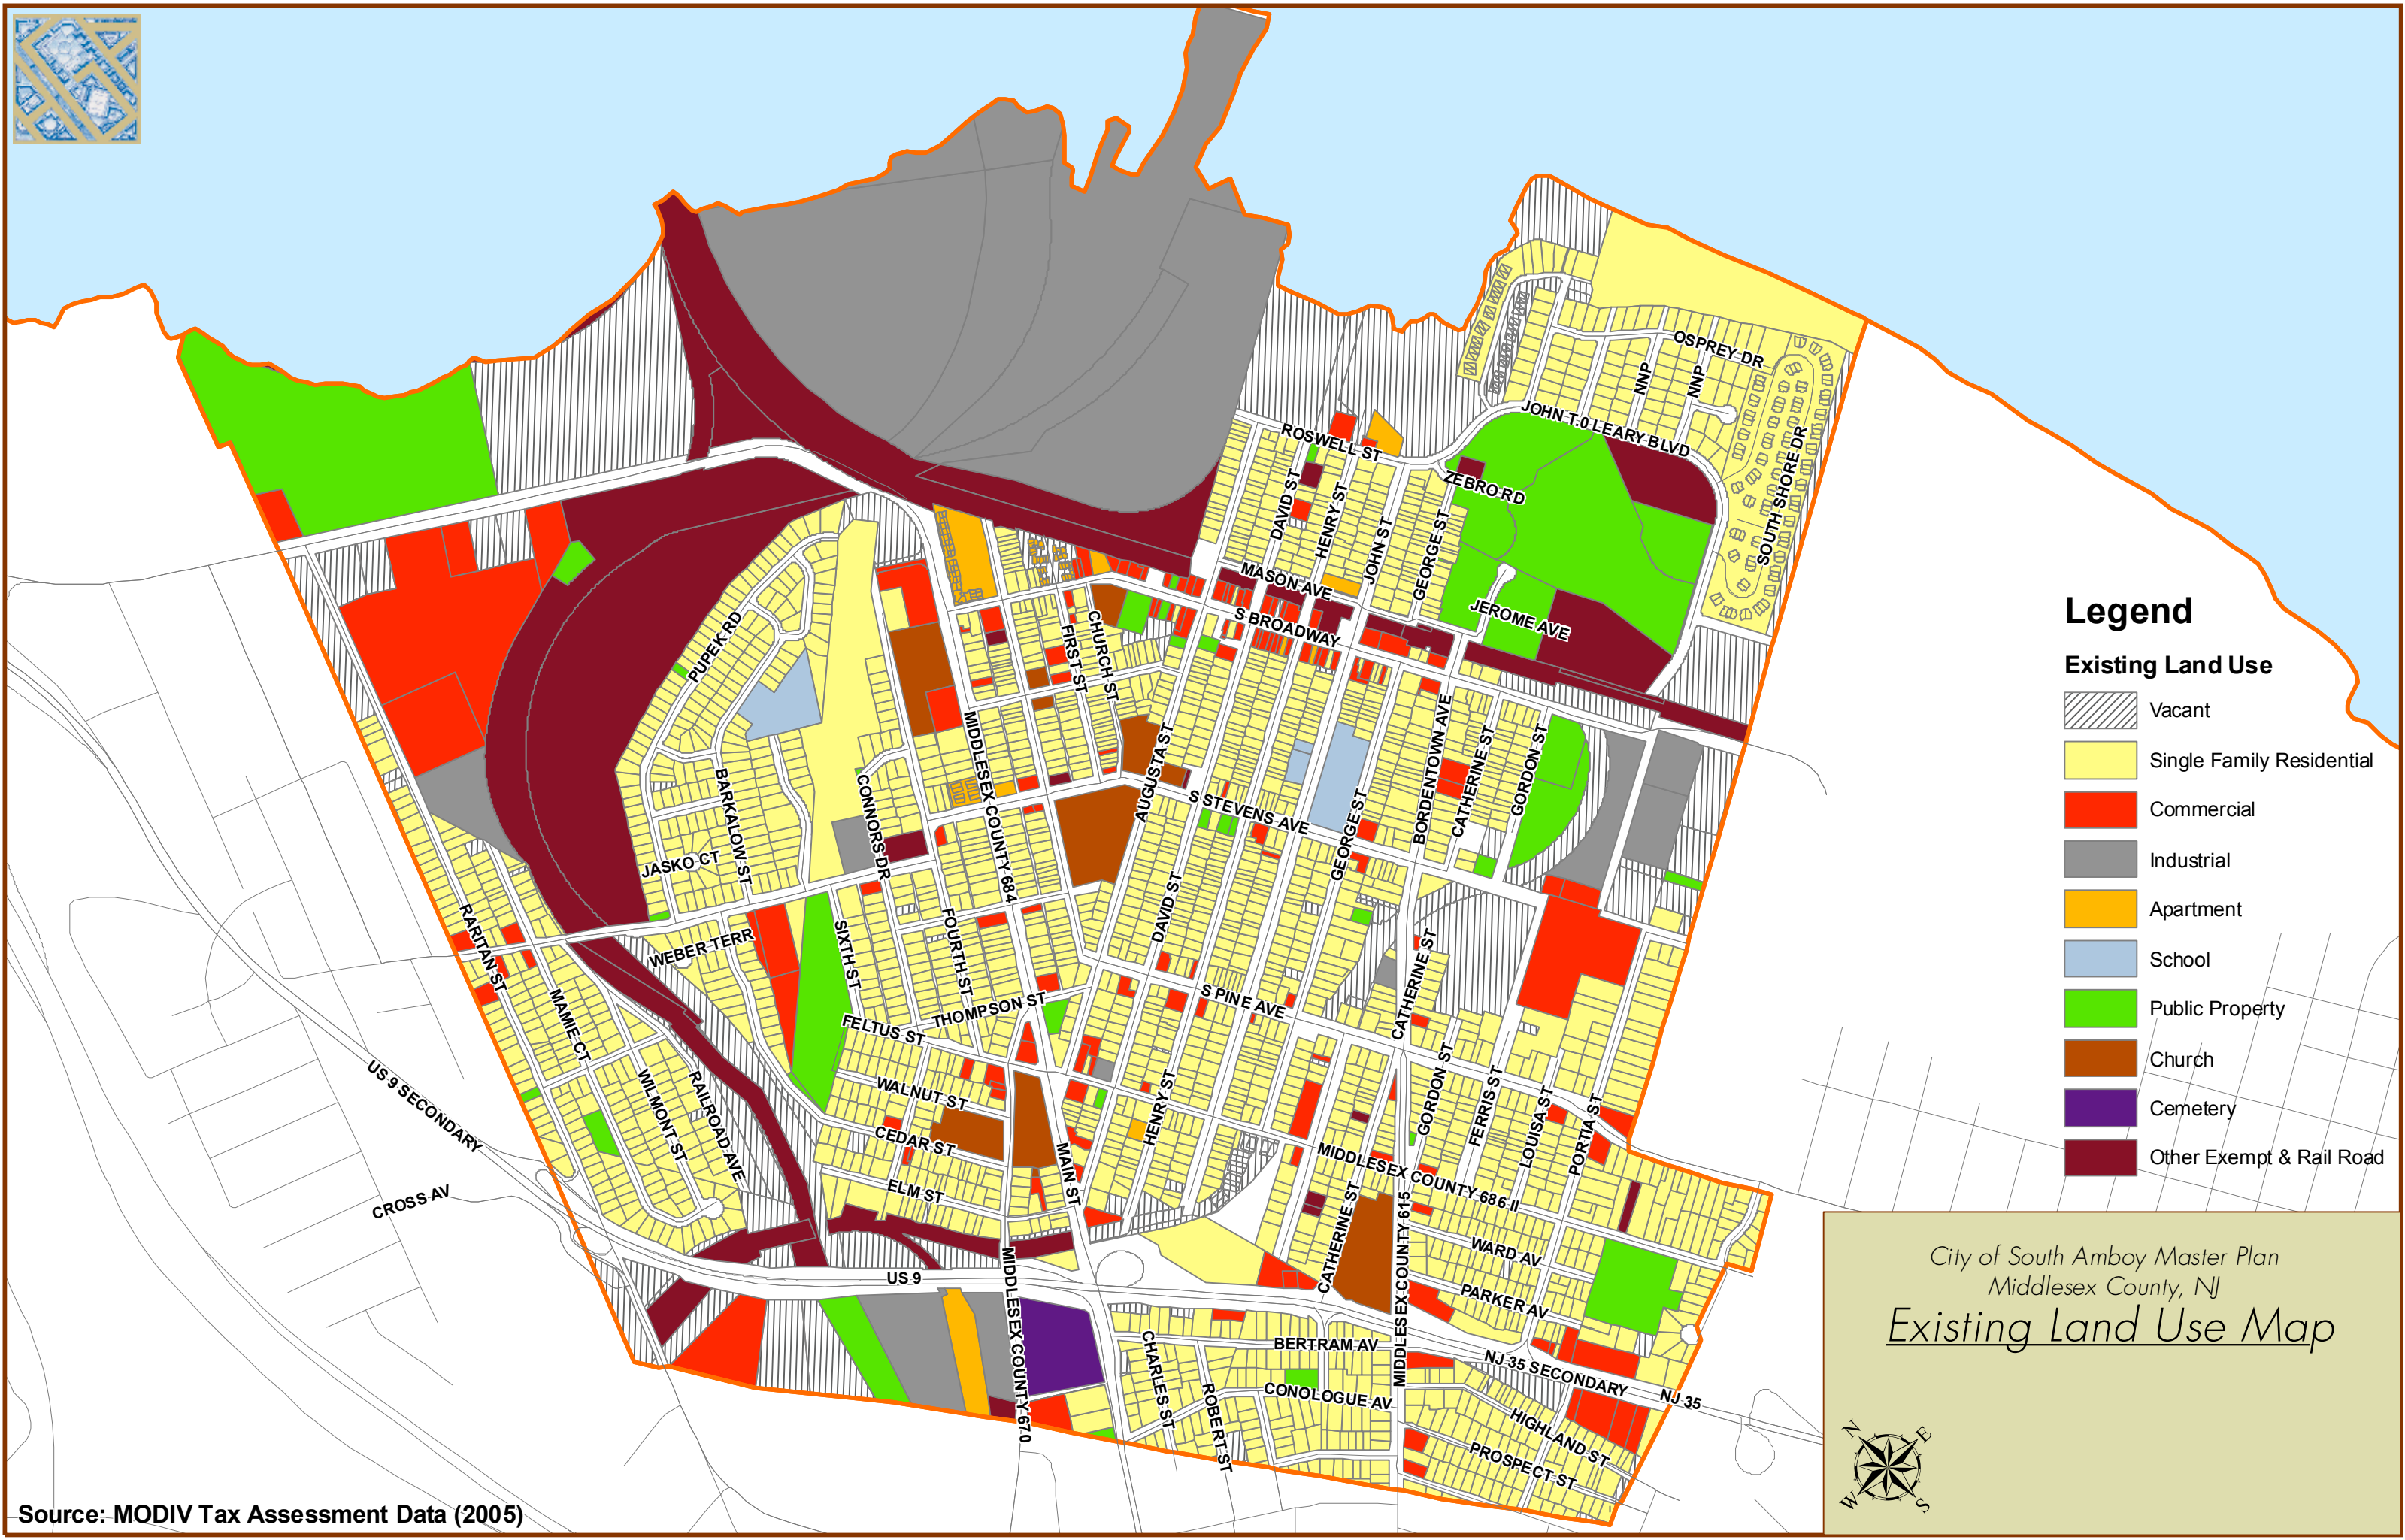 OSPREY DR
NNP
NNP
JOHN T.O LEARY BLVD
ROSWELL ST
SOUTH SHORE DR
ZEBRO RD
DAVID ST
HENRY ST
JOHN ST
GEORGE ST
MASON AVE
JEROME AVE
S BROADWAY
PUPEK RD
FIRST ST
CHURCH ST
MIDDLESEX COUNTY 684
AUGUSTA ST
BORDENTOWN AVE
CATHERINE ST
GORDON ST
BARKALOW ST
CONNORS DR
S STEVENS AVE
GEORGE ST
JASKO CT
RARITAN ST
WEBER TERR
SIXTH ST
FOURTH ST
DAVID ST
CATHERINE ST
MAMIE CT
FELTUS ST
THOMPSON ST
S PINE AVE
US 9 SECONDARY
WILMONT ST
RAILROAD AVE
WALNUT ST
HENRY ST
GORDON ST
FERRIS ST
LOUISA ST
PORTIA ST
CEDAR ST
MAIN ST
MIDDLESEX COUNTY 686 II
CROSS AV
ELM ST
CATHERINE ST
MIDDLESEX COUNTY 615
WARD AV
US 9
MIDDLESEX COUNTY 670
PARKER AV
CHARLES ST
BERTRAM AV
NJ 35 SECONDARY
NJ 35
ROBERT ST
CONOLOGUE AV
HIGHLAND ST
PROSPECT ST
Legend
Existing Land Use
Vacant
Single Family Residential
Commercial
Industrial
Apartment
School
Public Property
Church
Cemetery
Other Exempt & Rail Road
City of South Amboy Master Plan
Middlesex County, NJ
Existing Land Use Map
N
E
W
S
Source: MODIV Tax Assessment Data (2005)